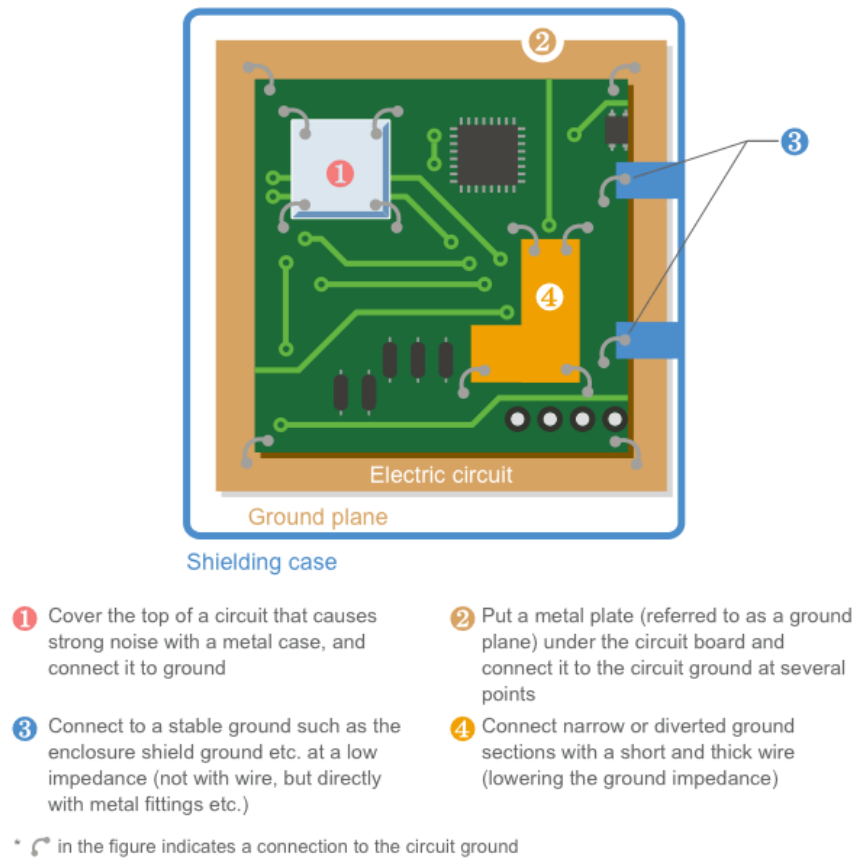 2
1
3
4
Electric circuit
Ground plane
Shielding case
1 Cover the top of a circuit that causes
strong noise with a metal case, and
connect it to ground
2 Put a metal plate (referred to as a ground
plane) under the circuit board and
connect it to the circuit ground at several
points
3 Connect to a stable ground such as the
enclosure shield ground etc. at a low
impedance (not with wire, but directly
with metal fittings etc.)
4 Connect narrow or diverted ground
sections with a short and thick wire
(lowering the ground impedance)
* in the figure indicates a connection to the circuit ground